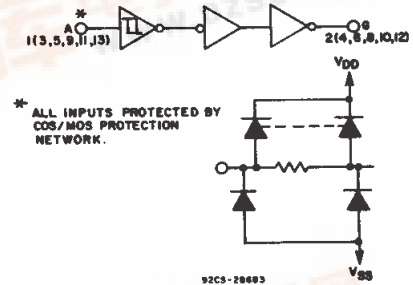 *
A
1(3,5,9,11,13)
G
2(4,6,8,10,12)
* ALL INPUTS PROTECTED BY
COS/MOS PROTECTION
NETWORK.
VDD
VSS
92CS-28683